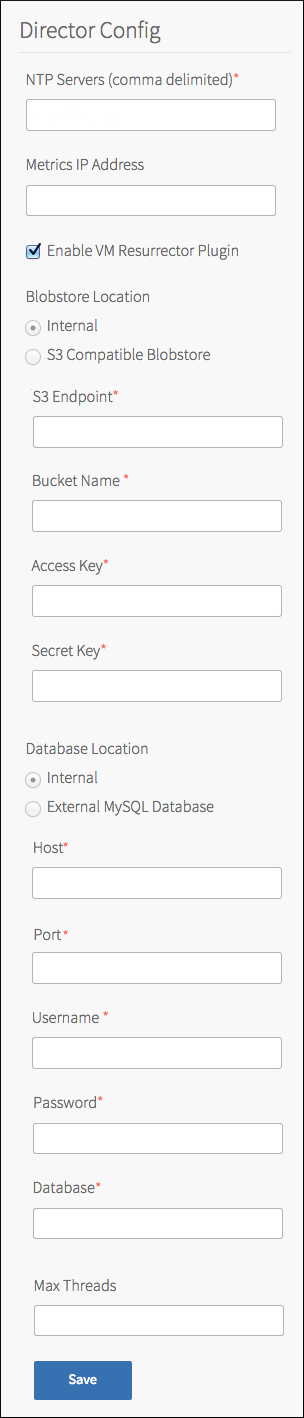 Director Config
NTP Servers (comma delimited)*
Metrics IP Address
Enable VM Resurrector Plugin
Blobstore Location
Internal
S3 Compatible Blobstore
S3 Endpoint*
Bucket Name *
Access Key*
Secret Key*
Database Location
Internal
External MySQL Database
Host*
Port*
Username *
Password*
Database*
Max Threads
Save